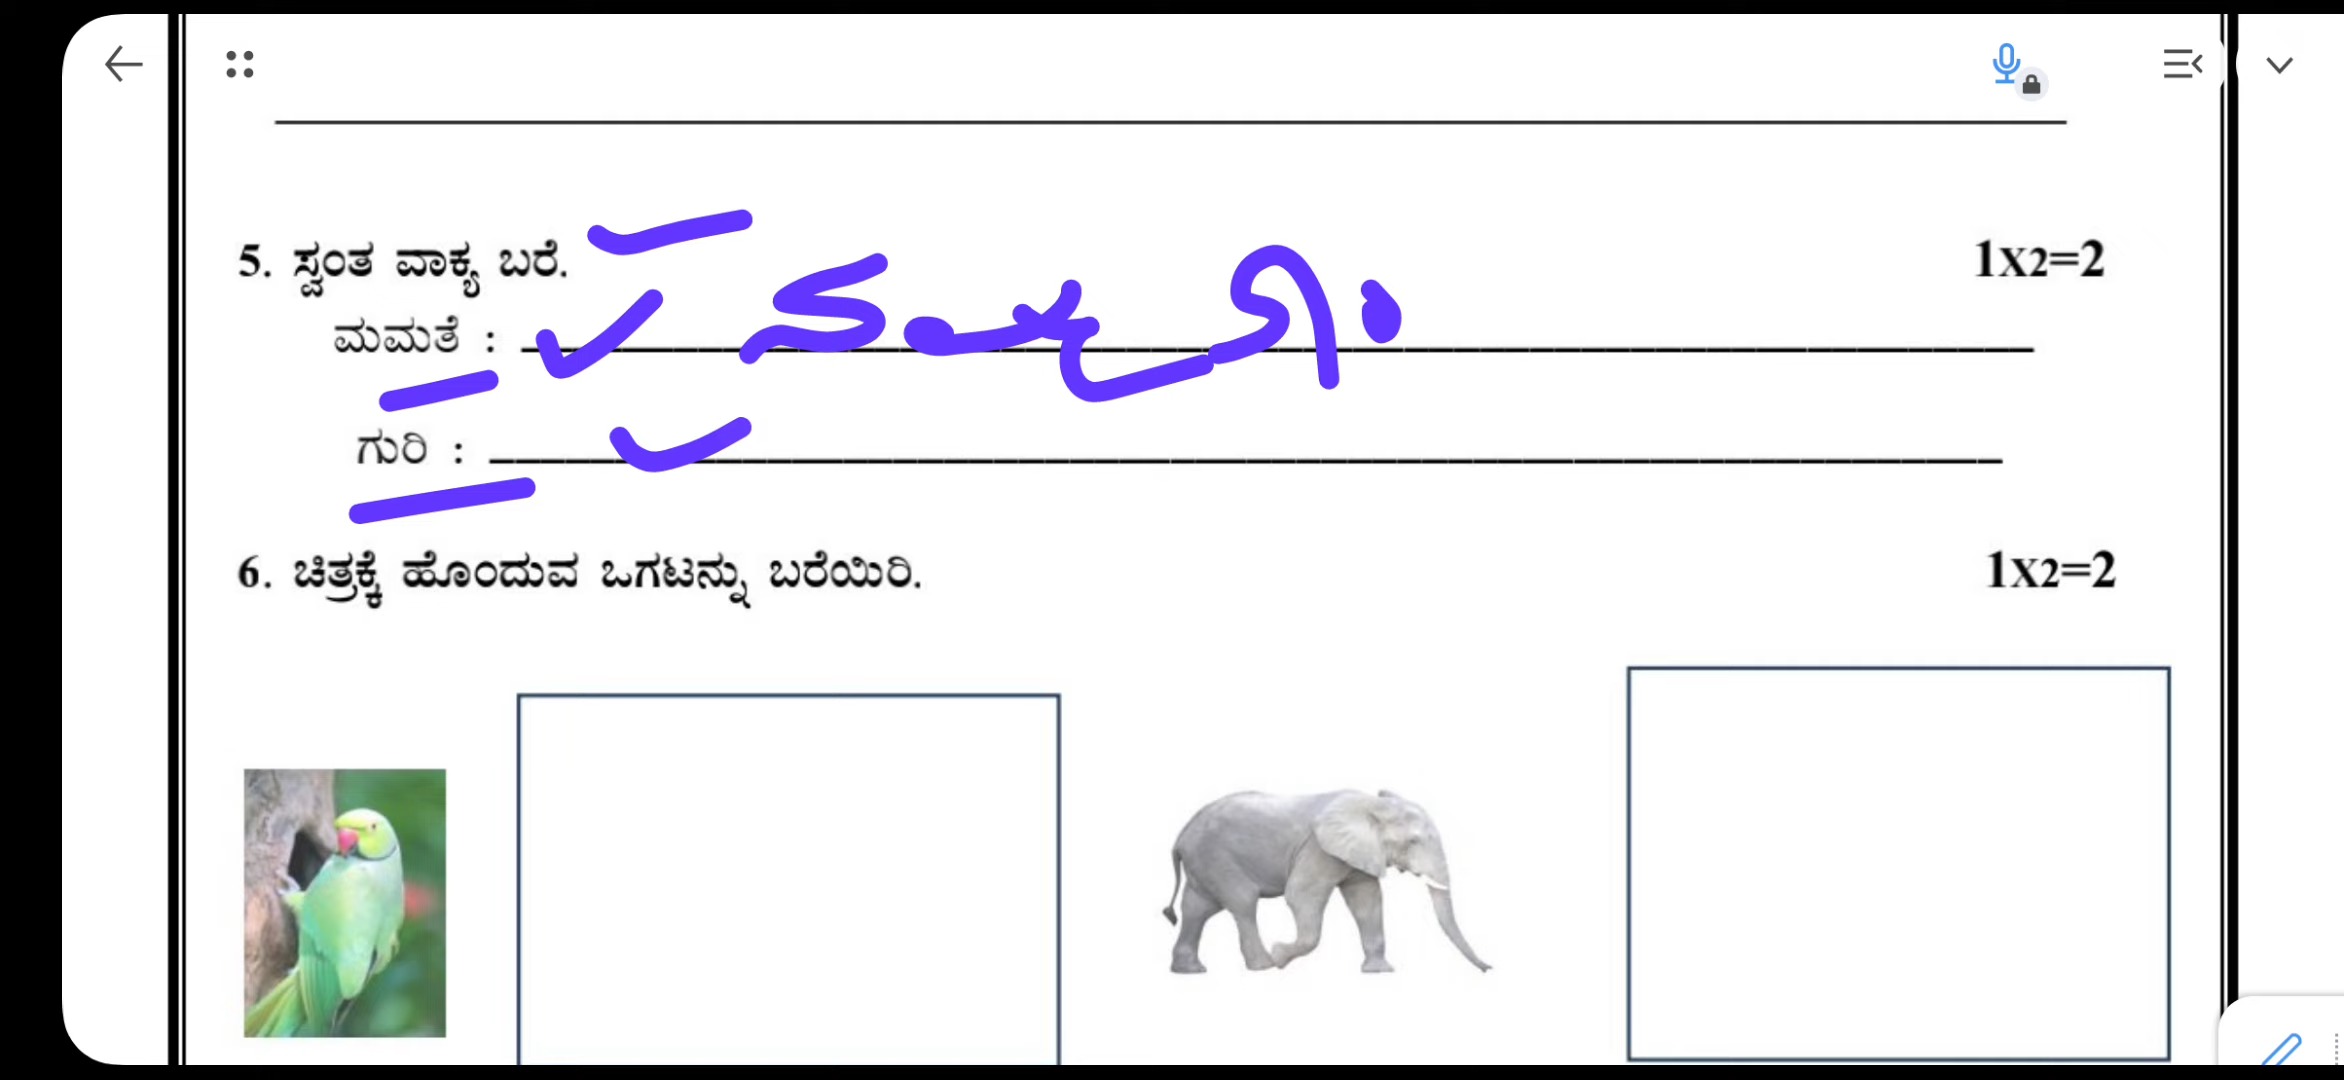 5. ಸ್ವಂತ ವಾಕ್ಯ ಬರೆ. 1X2=2
ಮಮತೆ :
ಗುರಿ :
6. ಚಿತ್ರಕ್ಕೆ ಹೊಂದುವ ಒಗಟನ್ನು ಬರೆಯಿರಿ. 1X2=2